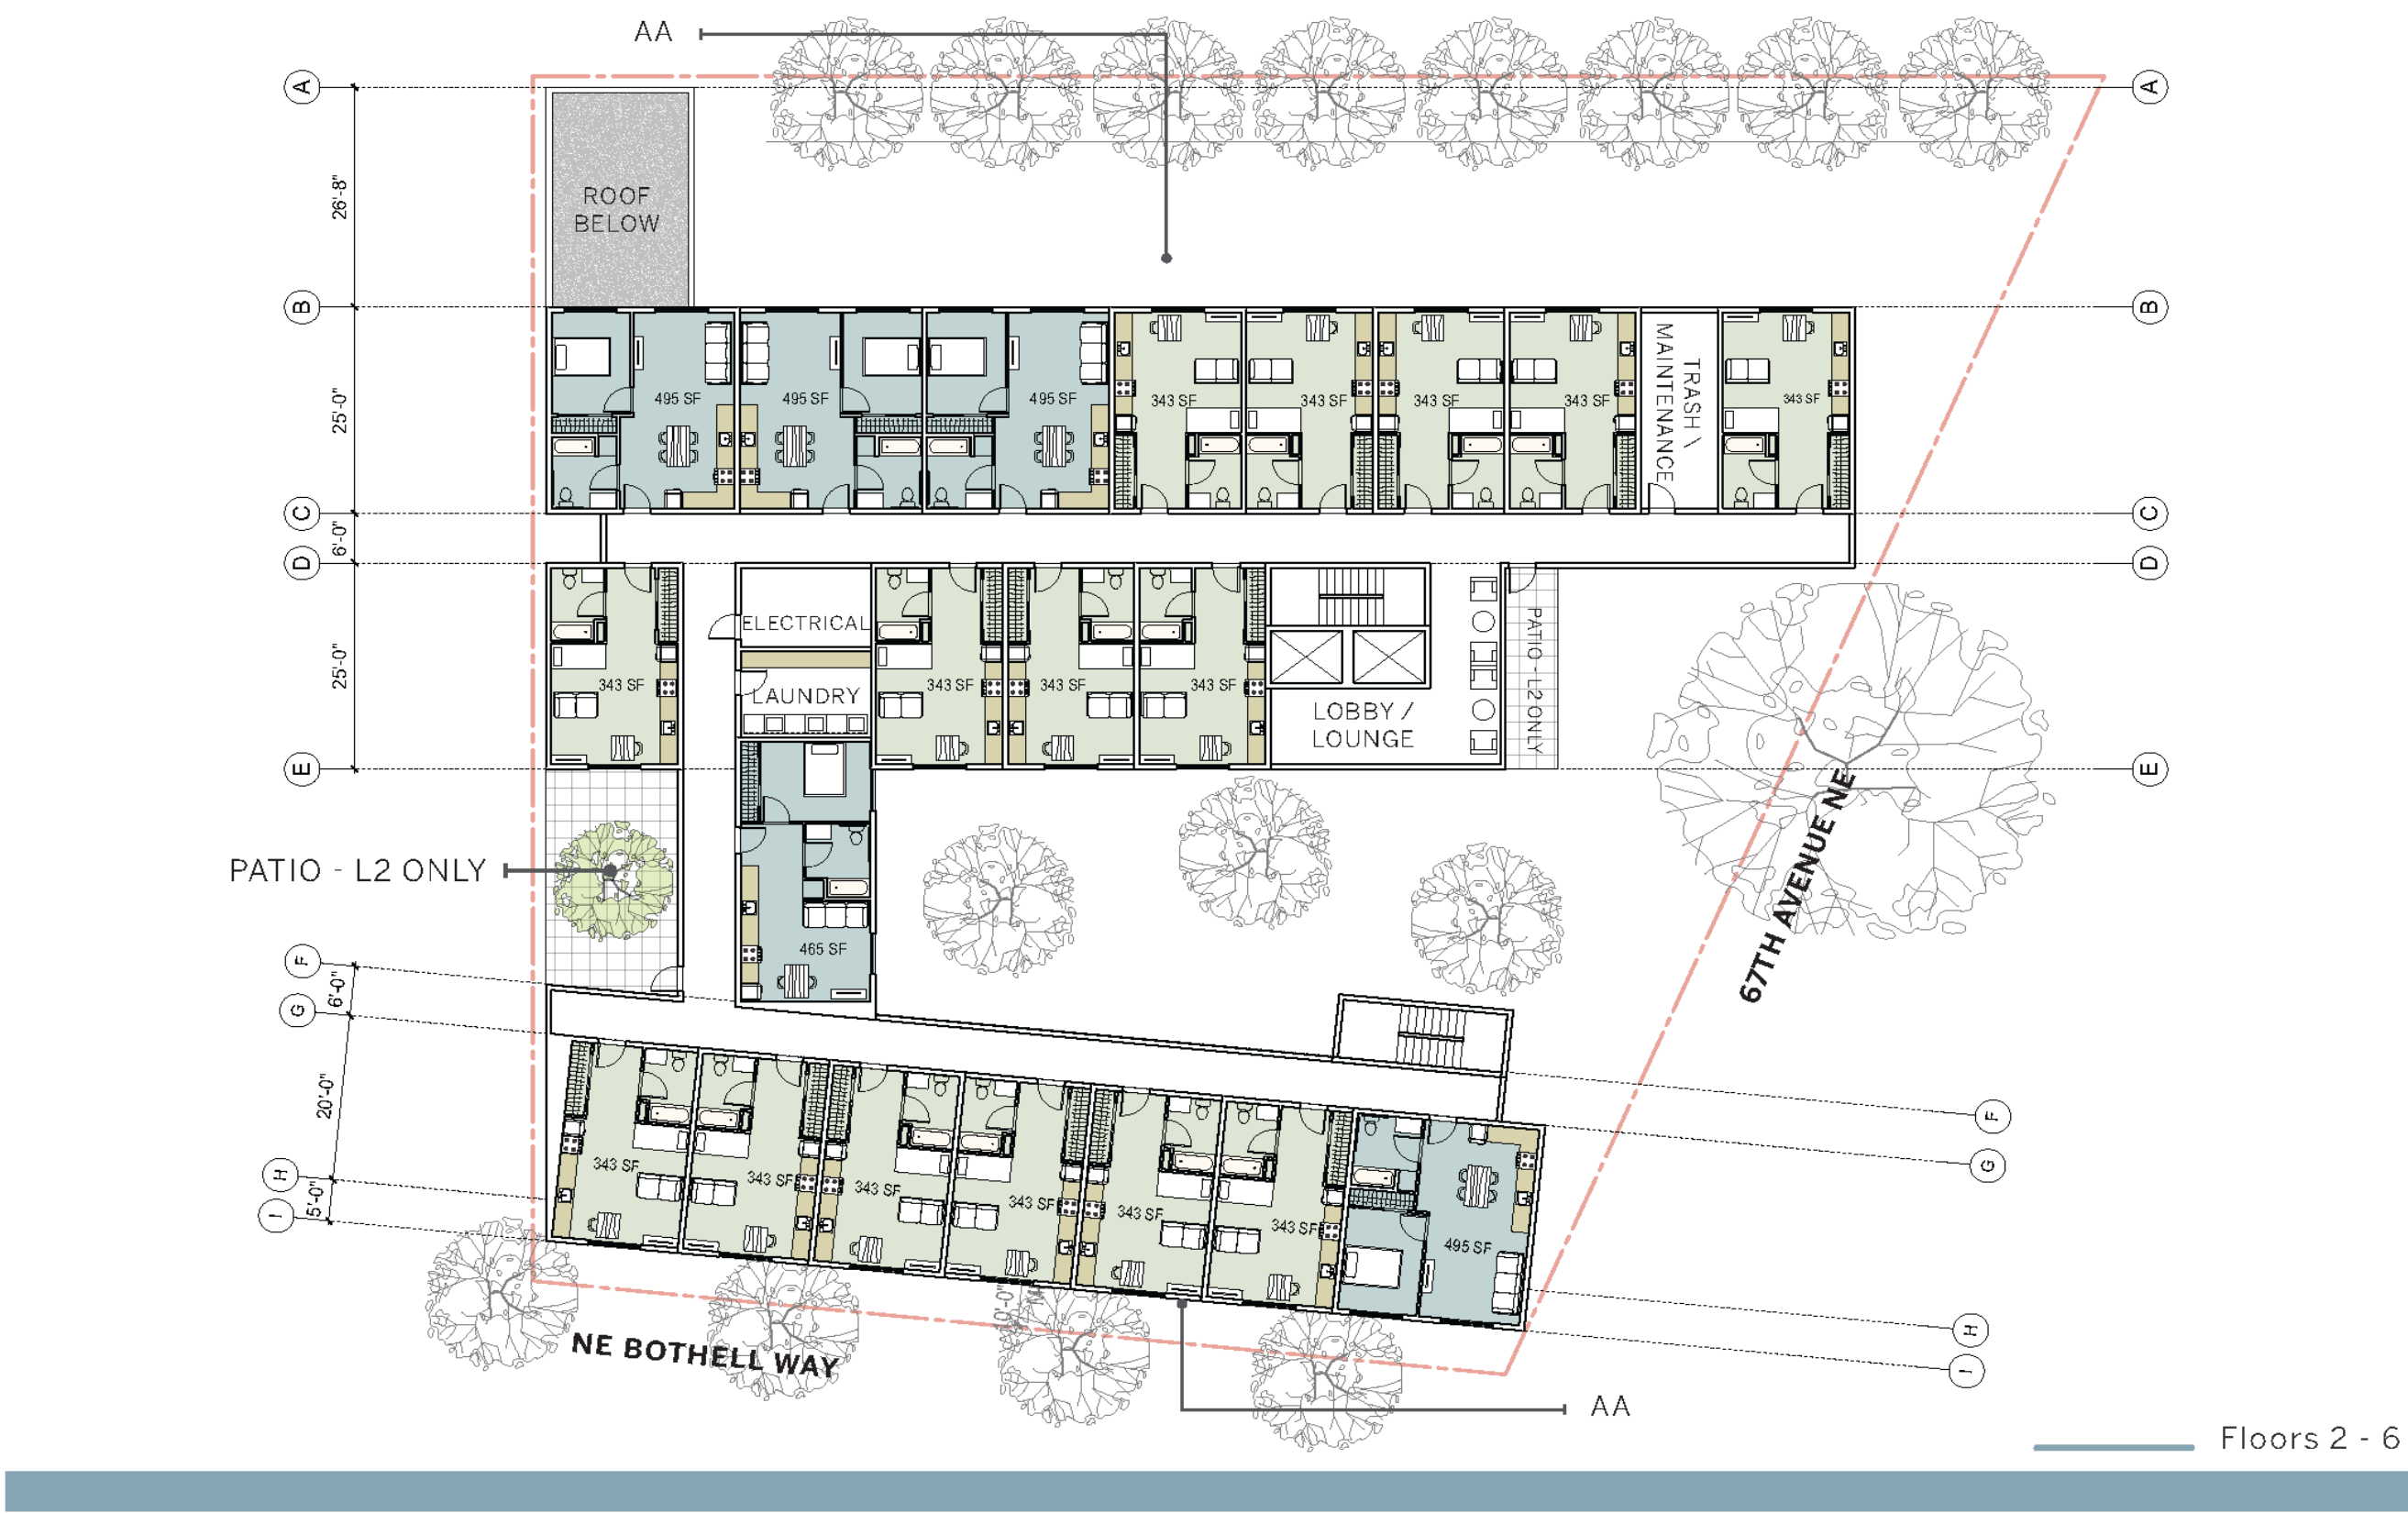 AA
A
A
26'-8"
ROOF
BELOW
B
B
25'-0"
495 SF
495 SF
495 SF
343 SF
343 SF
343 SF
343 SF
TRASH \
MAINTENANCE
343 SF
C
C
6'-0"
D
D
25'-0"
ELECTRICAL
343 SF
LAUNDRY
343 SF
343 SF
343 SF
LOBBY /
LOUNGE
PATIO - L2 ONLY
E
E
67TH AVENUE NE
PATIO - L2 ONLY
465 SF
F
6'-0"
G
20'-0"
F
G
343 SF
343 SF
343 SF
343 SF
343 SF
343 SF
495 SF
H
5'-0"
I
10'-0"
H
I
NE BOTHELL WAY
AA
Floors 2 - 6